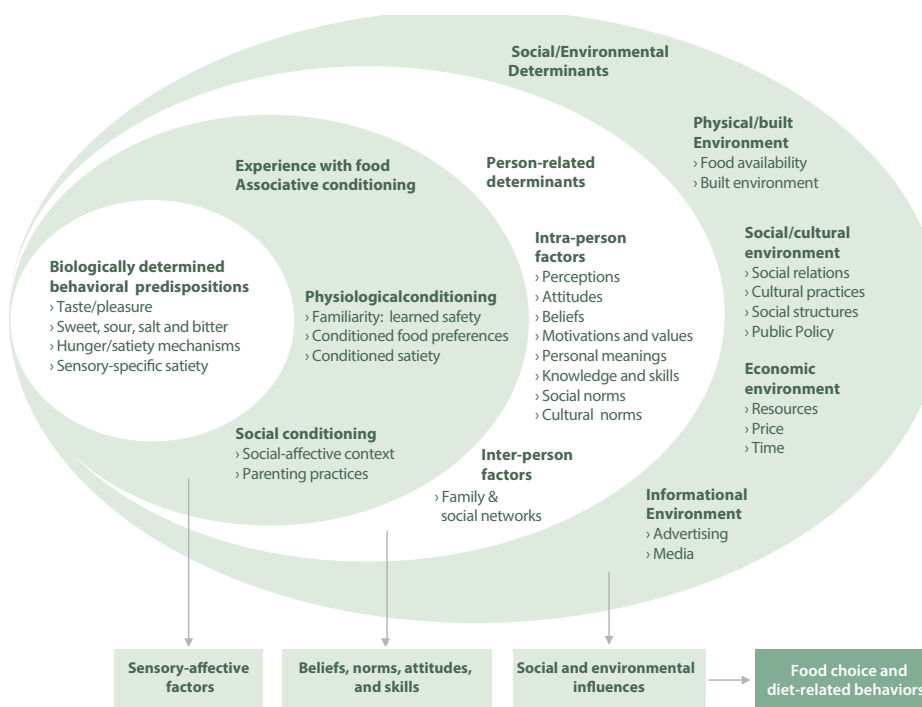 Social/Environmental
Determinants
Physical/built
Environment
› Food availability
› Built environment
Experience with food
Associative conditioning
Person-related
determinants
Social/cultural
environment
› Social relations
› Cultural practices
› Social structures
› Public Policy
Intra-person
factors
› Perceptions
› Attitudes
› Beliefs
› Motivations and values
› Personal meanings
› Knowledge and skills
› Social norms
› Cultural norms
Biologically determined
behavioral predispositions
› Taste/pleasure
› Sweet, sour, salt and bitter
› Hunger/satiety mechanisms
› Sensory-specific satiety
Physiologicalconditioning
› Familiarity: learned safety
› Conditioned food preferences
› Conditioned satiety
Economic
environment
› Resources
› Price
› Time
Social conditioning
› Social-affective context
› Parenting practices
Inter-person
factors
› Family &
social networks
Informational
Environment
› Advertising
› Media
Sensory-affective
factors
Beliefs, norms, attitudes,
and skills
Social and environmental
influences
Food choice and
diet-related behaviors